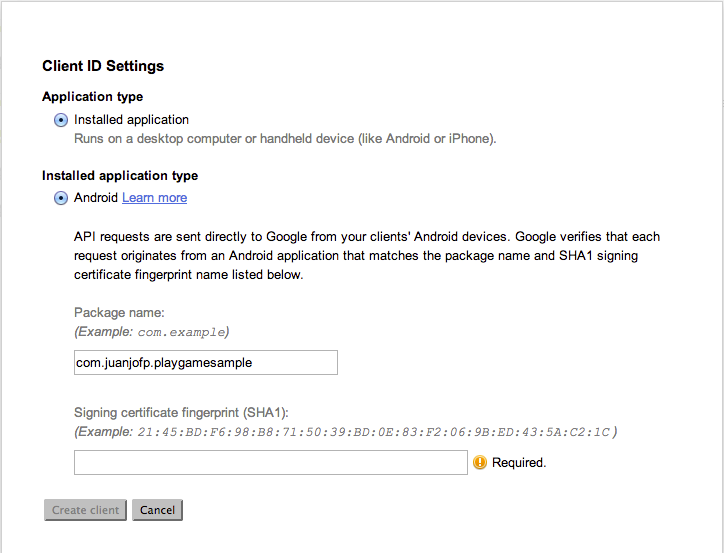 Client ID Settings
Application type
Installed application
Runs on a desktop computer or handheld device (like Android or iPhone).
Installed application type
Android Learn more
API requests are sent directly to Google from your clients' Android devices. Google verifies that each
request originates from an Android application that matches the package name and SHA1 signing
certificate fingerprint name listed below.
Package name:
(Example: com.example)
com.juanjofp.playgamesample
Signing certificate fingerprint (SHA1):
(Example: 21:45:BD:F6:98:B8:71:50:39:BD:0E:83:F2:06:9B:ED:43:5A:C2:1C )
Required.
Create client Cancel